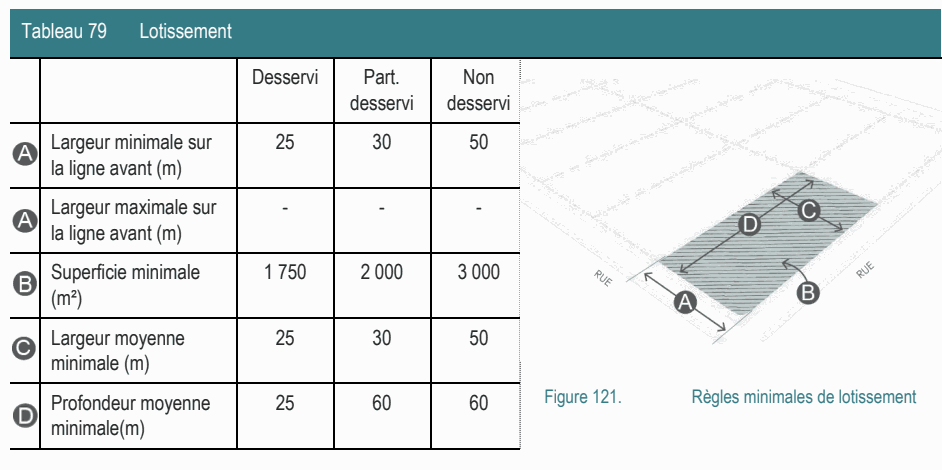 Tableau 79 Lotissement
Desservi Part. desservi Non desservi
A Largeur minimale sur la ligne avant (m) 25 30 50
A Largeur maximale sur la ligne avant (m) - - -
B Superficie minimale (m²) 1 750 2 000 3 000
C Largeur moyenne minimale (m) 25 30 50
D Profondeur moyenne minimale(m) 25 60 60
C
D
RUE
RUE
A
B
Figure 121. Règles minimales de lotissement